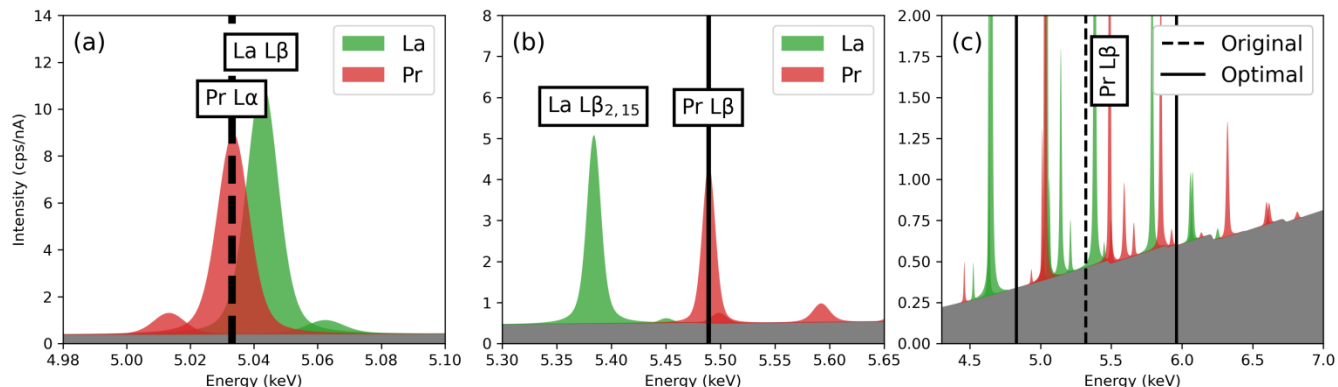 (a)
La Lβ
Pr Lα
La
Pr
Intensity (cps/nA)
14
12
10
8
6
4
2
0
4.98
5.00
5.02
5.04
5.06
5.08
5.10
Energy (keV)
(b)
La Lβ2, 15
Pr Lβ
La
Pr
8
7
6
5
4
3
2
1
0
5.30
5.35
5.40
5.45
5.50
5.55
5.60
5.65
Energy (keV)
(c)
Pr Lβ
Original
Optimal
2.00
1.75
1.50
1.25
1.00
0.75
0.50
0.25
0.00
4.5
5.0
5.5
6.0
6.5
7.0
Energy (keV)